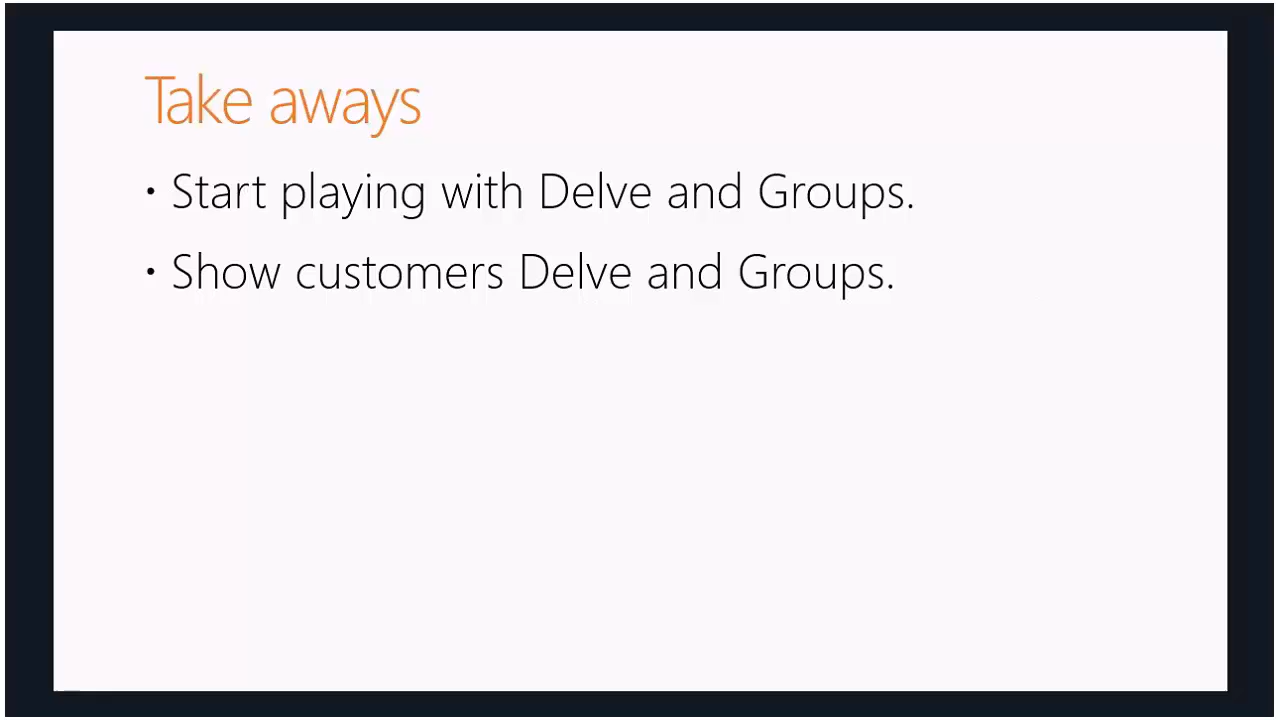 Take aways
• Start playing with Delve and Groups.
• Show customers Delve and Groups.